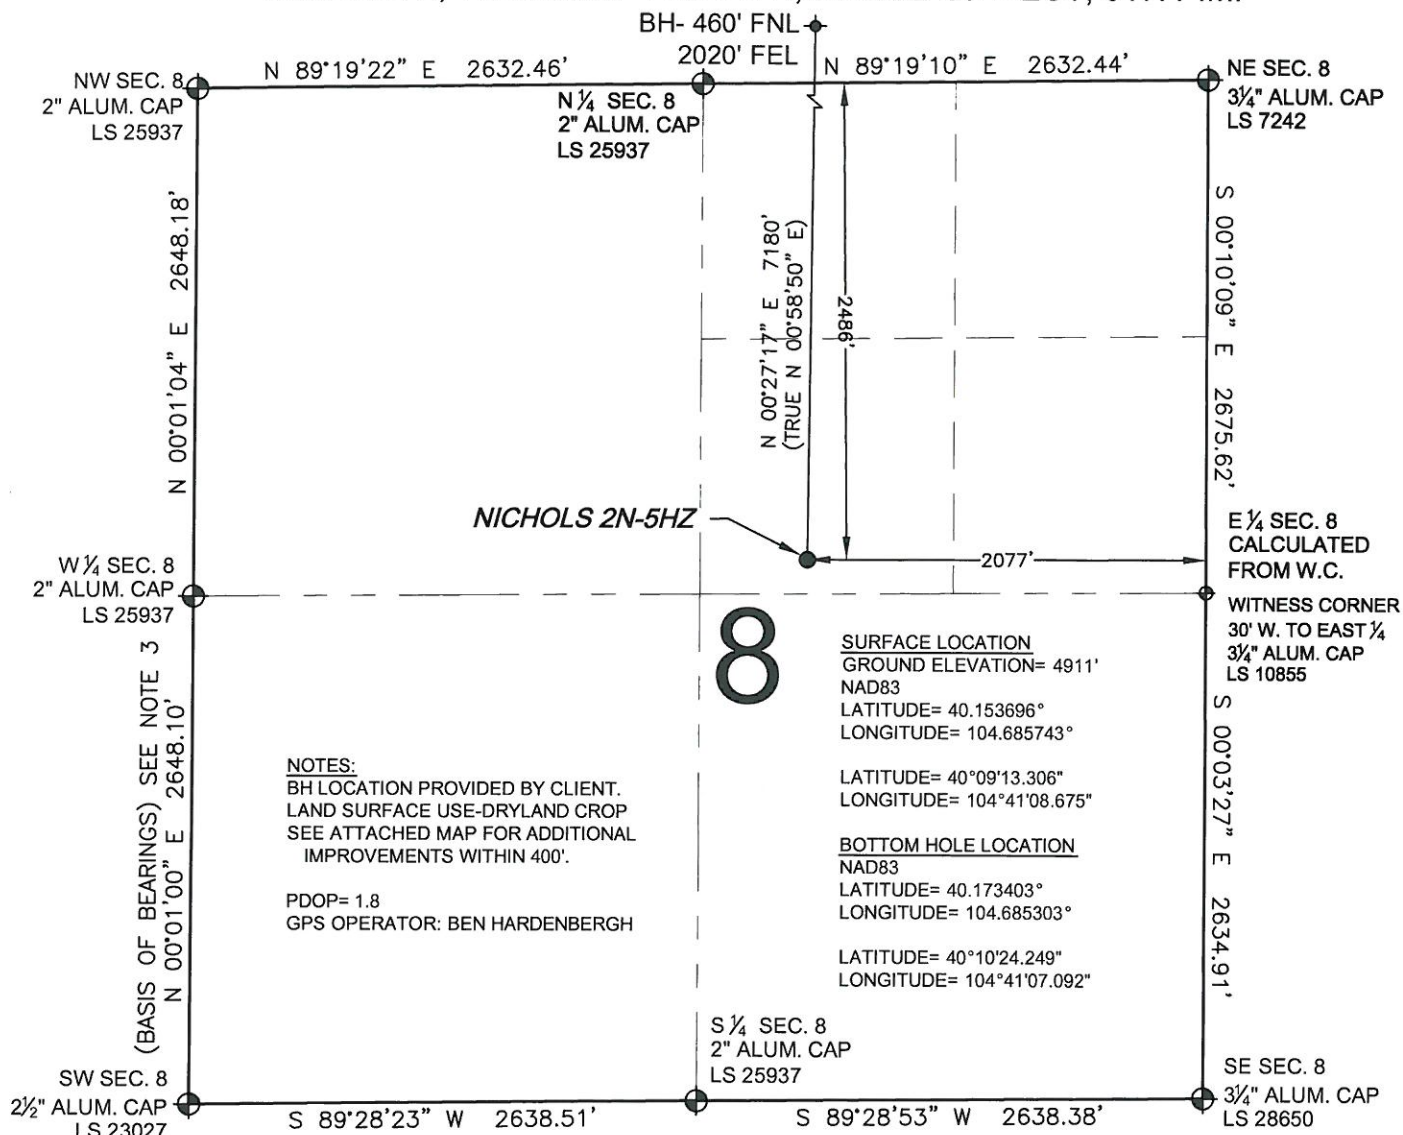 BH- 460' FNL
2020' FEL
N 89°19'22" E 2632.46'
N 89°19'10" E 2632.44'
NW SEC. 8
2" ALUM. CAP
LS 25937
N ¼ SEC. 8
2" ALUM. CAP
LS 25937
NE SEC. 8
3¼" ALUM. CAP
LS 7242
N 00°01'04" E 2648.18'
N 00°27'17" E 7180'
(TRUE N 00°58'50" E)
2486'
S 00°10'09" E 2675.62'
NICHOLS 2N-5HZ
2077'
E ¼ SEC. 8
CALCULATED
FROM W.C.
W ¼ SEC. 8
2" ALUM. CAP
LS 25937
WITNESS CORNER
30' W. TO EAST ¼
3¼" ALUM. CAP
LS 10855
8
SURFACE LOCATION
GROUND ELEVATION= 4911'
NAD83
LATITUDE= 40.153696°
LONGITUDE= 104.685743°
LATITUDE= 40°09'13.306"
LONGITUDE= 104°41'08.675"
(BASIS OF BEARINGS) SEE NOTE 3
N 00°01'00" E 2648.10'
NOTES:
BH LOCATION PROVIDED BY CLIENT.
LAND SURFACE USE-DRYLAND CROP
SEE ATTACHED MAP FOR ADDITIONAL
IMPROVEMENTS WITHIN 400'.
PDOP= 1.8
GPS OPERATOR: BEN HARDENBERGH
BOTTOM HOLE LOCATION
NAD83
LATITUDE= 40.173403°
LONGITUDE= 104.685303°
LATITUDE= 40°10'24.249"
LONGITUDE= 104°41'07.092"
S 00°03'27" E 2634.91'
S ¼ SEC. 8
2" ALUM. CAP
LS 25937
SW SEC. 8
2½" ALUM. CAP
LS 23027
S 89°28'23" W 2638.51'
S 89°28'53" W 2638.38'
SE SEC. 8
3¼" ALUM. CAP
LS 28650